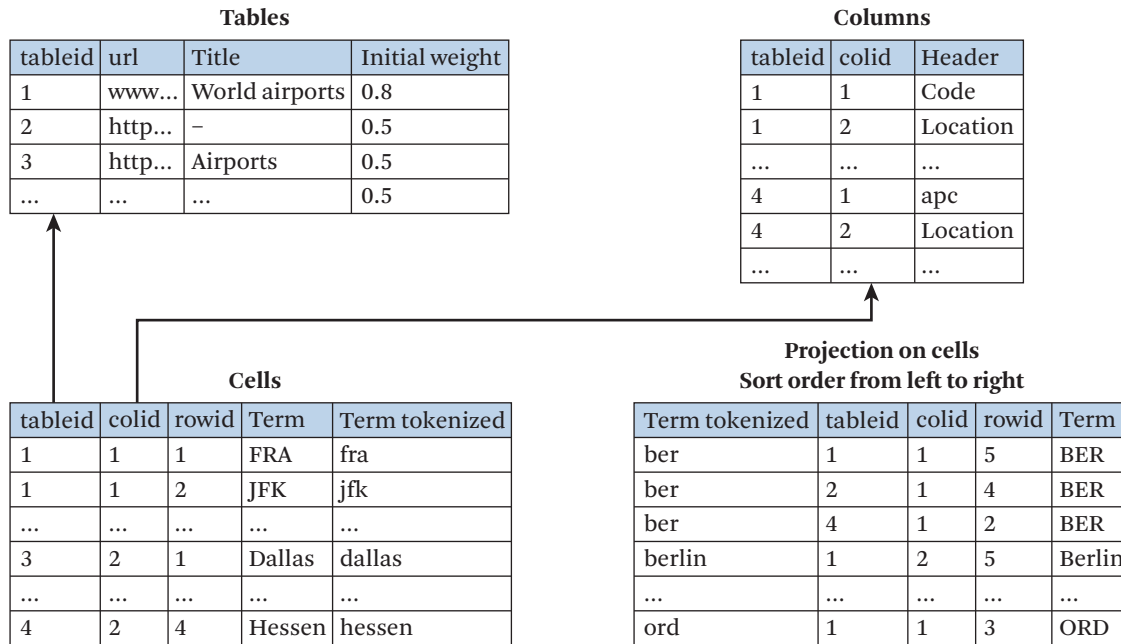 Tables
tableid url Title Initial weight
1 www... World airports 0.8
2 http... – 0.5
3 http... Airports 0.5
... ... ... 0.5
Columns
tableid colid Header
1 1 Code
1 2 Location
... ... ...
4 1 apc
4 2 Location
... ... ...
Cells
tableid colid rowid Term Term tokenized
1 1 1 FRA fra
1 1 2 JFK jfk
... ... ... ... ...
3 2 1 Dallas dallas
... ... ... ... ...
4 2 4 Hessen hessen
Projection on cells
Sort order from left to right
Term tokenized tableid colid rowid Term
ber 1 1 5 BER
ber 2 1 4 BER
ber 4 1 2 BER
berlin 1 2 5 Berlin
... ... ... ... ...
ord 1 1 3 ORD